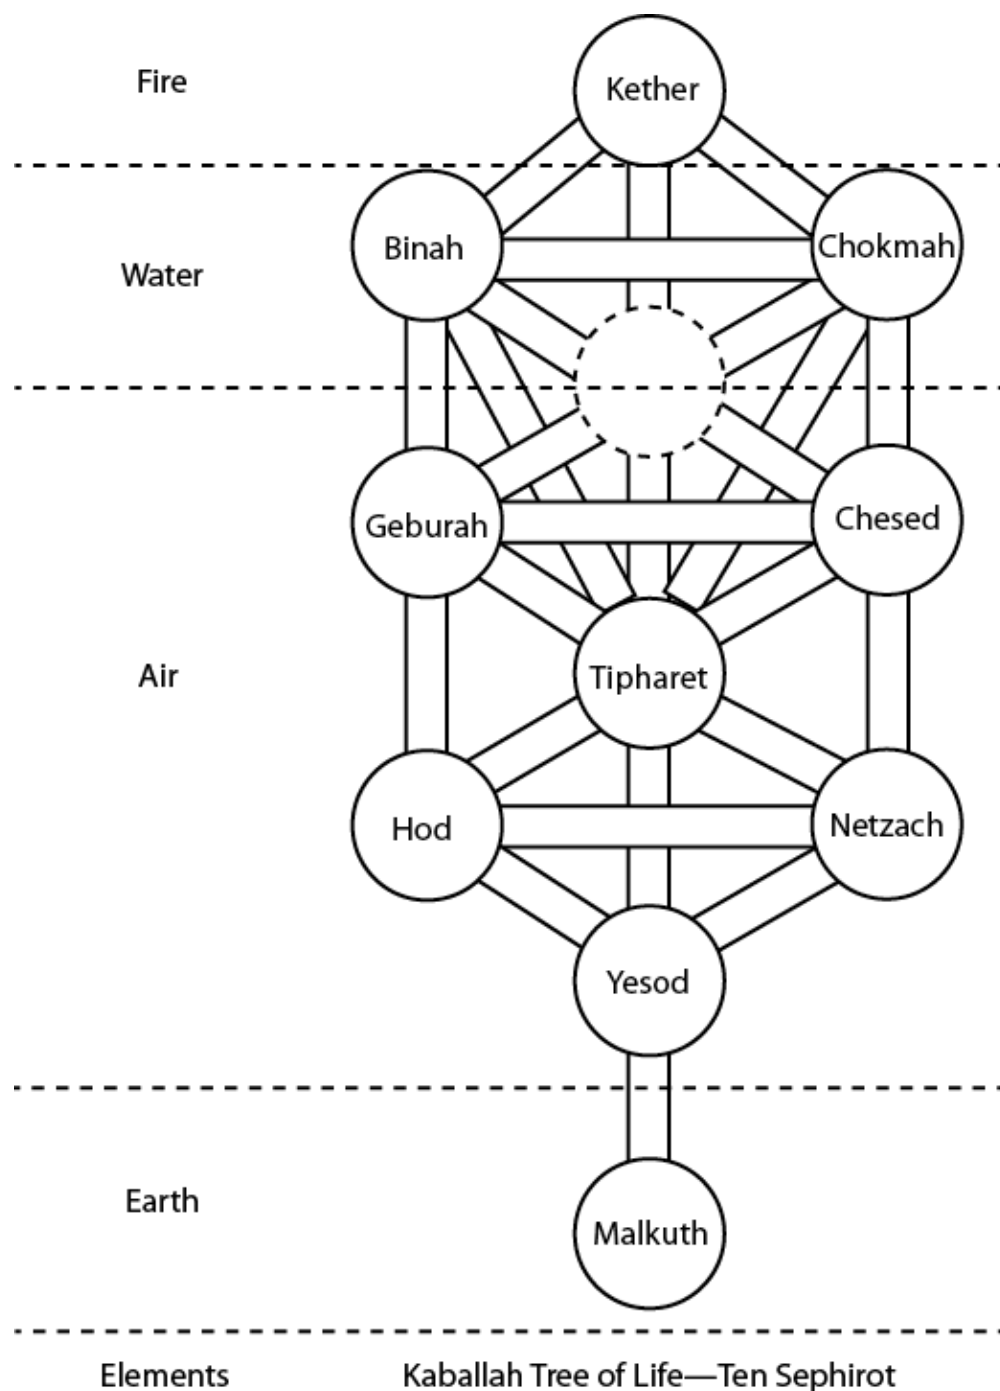 Fire
Kether
Binah
Chokmah
Water
Geburah
Chesed
Air
Tipharet
Hod
Netzach
Yesod
Earth
Malkuth
Elements
Kaballah Tree of Life—Ten Sephirot